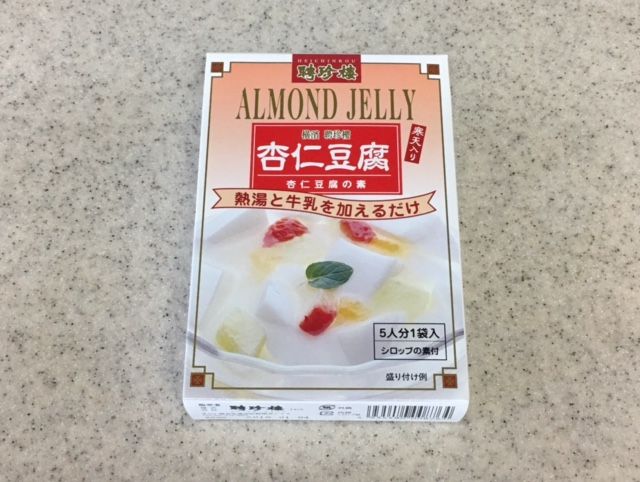 HEICHINROU
聘珍樓
ALMOND JELLY
横濱 聘珍樓
寒天入り
杏仁豆腐
杏仁豆腐の素
熱湯と牛乳を加えるだけ
5人分1袋入
シロップの素付
盛り付け例
聘珍樓